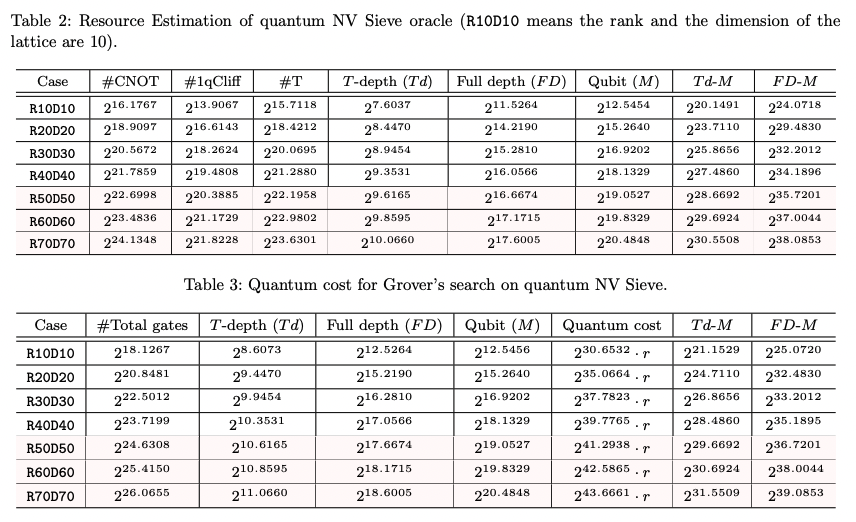 Table 2: Resource Estimation of quantum NV Sieve oracle (R10D10 means the rank and the dimension of the
lattice are 10).
Case #CNOT #1qCliff #T T-depth (Td) Full depth (FD) Qubit (M) Td-M FD-M
R10D10 2^16.1767 2^13.9067 2^15.7118 2^7.6037 2^11.5264 2^12.5454 2^20.1491 2^24.0718
R20D20 2^18.9097 2^16.6143 2^18.4212 2^8.4470 2^14.2190 2^15.2640 2^23.7110 2^29.4830
R30D30 2^20.5672 2^18.2624 2^20.0695 2^8.9454 2^15.2810 2^16.9202 2^25.8656 2^32.2012
R40D40 2^21.7859 2^19.4808 2^21.2880 2^9.3531 2^16.0566 2^18.1329 2^27.4860 2^34.1896
R50D50 2^22.6998 2^20.3885 2^22.1958 2^9.6165 2^16.6674 2^19.0527 2^28.6692 2^35.7201
R60D60 2^23.4836 2^21.1729 2^22.9802 2^9.8595 2^17.1715 2^19.8329 2^29.6924 2^37.0044
R70D70 2^24.1348 2^21.8228 2^23.6301 2^10.0660 2^17.6005 2^20.4848 2^30.5508 2^38.0853
Table 3: Quantum cost for Grover's search on quantum NV Sieve.
Case #Total gates T-depth (Td) Full depth (FD) Qubit (M) Quantum cost Td-M FD-M
R10D10 2^18.1267 2^8.6073 2^12.5264 2^12.5456 2^30.6532 · r 2^21.1529 2^25.0720
R20D20 2^20.8481 2^9.4470 2^15.2190 2^15.2640 2^35.0664 · r 2^24.7110 2^32.4830
R30D30 2^22.5012 2^9.9454 2^16.2810 2^16.9202 2^37.7823 · r 2^26.8656 2^33.2012
R40D40 2^23.7199 2^10.3531 2^17.0566 2^18.1329 2^39.7765 · r 2^28.4860 2^35.1895
R50D50 2^24.6308 2^10.6165 2^17.6674 2^19.0527 2^41.2938 · r 2^29.6692 2^36.7201
R60D60 2^25.4150 2^10.8595 2^18.1715 2^19.8329 2^42.5865 · r 2^30.6924 2^38.0044
R70D70 2^26.0655 2^11.0660 2^18.6005 2^20.4848 2^43.6661 · r 2^31.5509 2^39.0853